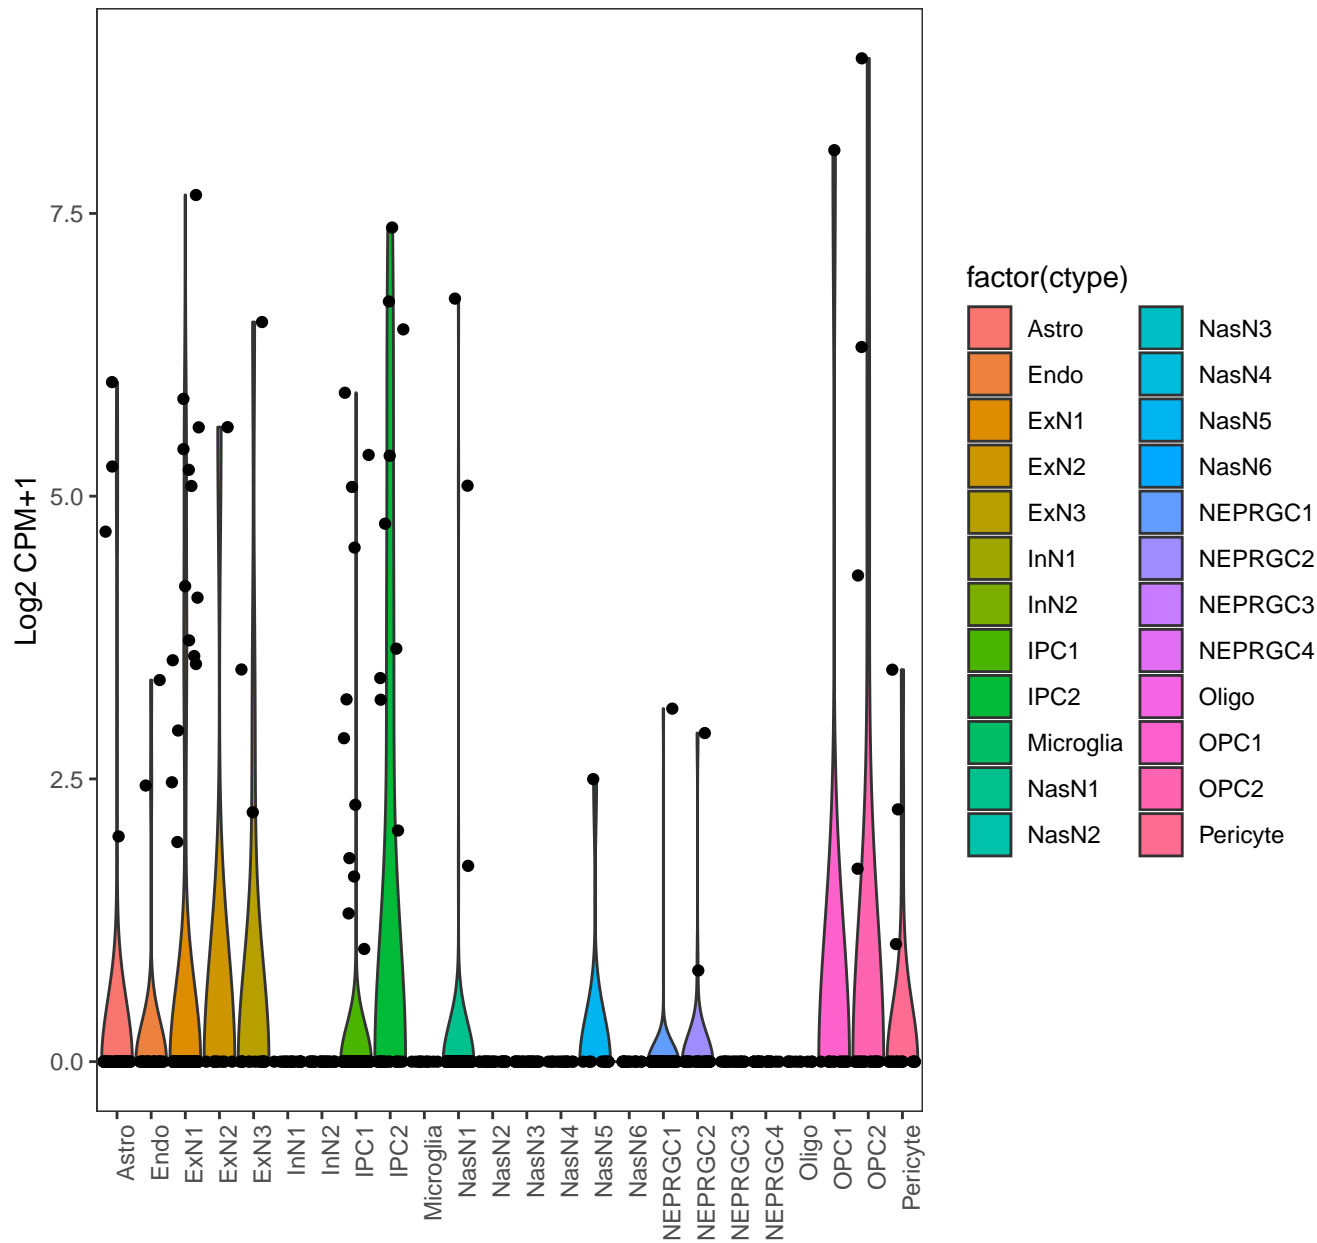 Log2 CPM+1
7.5
5.0
2.5
0.0
Astro
Endo
ExN1
ExN2
ExN3
InN1
InN2
IPC1
IPC2
Microglia
NasN1
NasN2
NasN3
NasN4
NasN5
NasN6
NEPRGC1
NEPRGC2
NEPRGC3
NEPRGC4
Oligo
OPC1
OPC2
Pericyte
factor(ctype)
Astro
Endo
ExN1
ExN2
ExN3
InN1
InN2
IPC1
IPC2
Microglia
NasN1
NasN2
NasN3
NasN4
NasN5
NasN6
NEPRGC1
NEPRGC2
NEPRGC3
NEPRGC4
Oligo
OPC1
OPC2
Pericyte